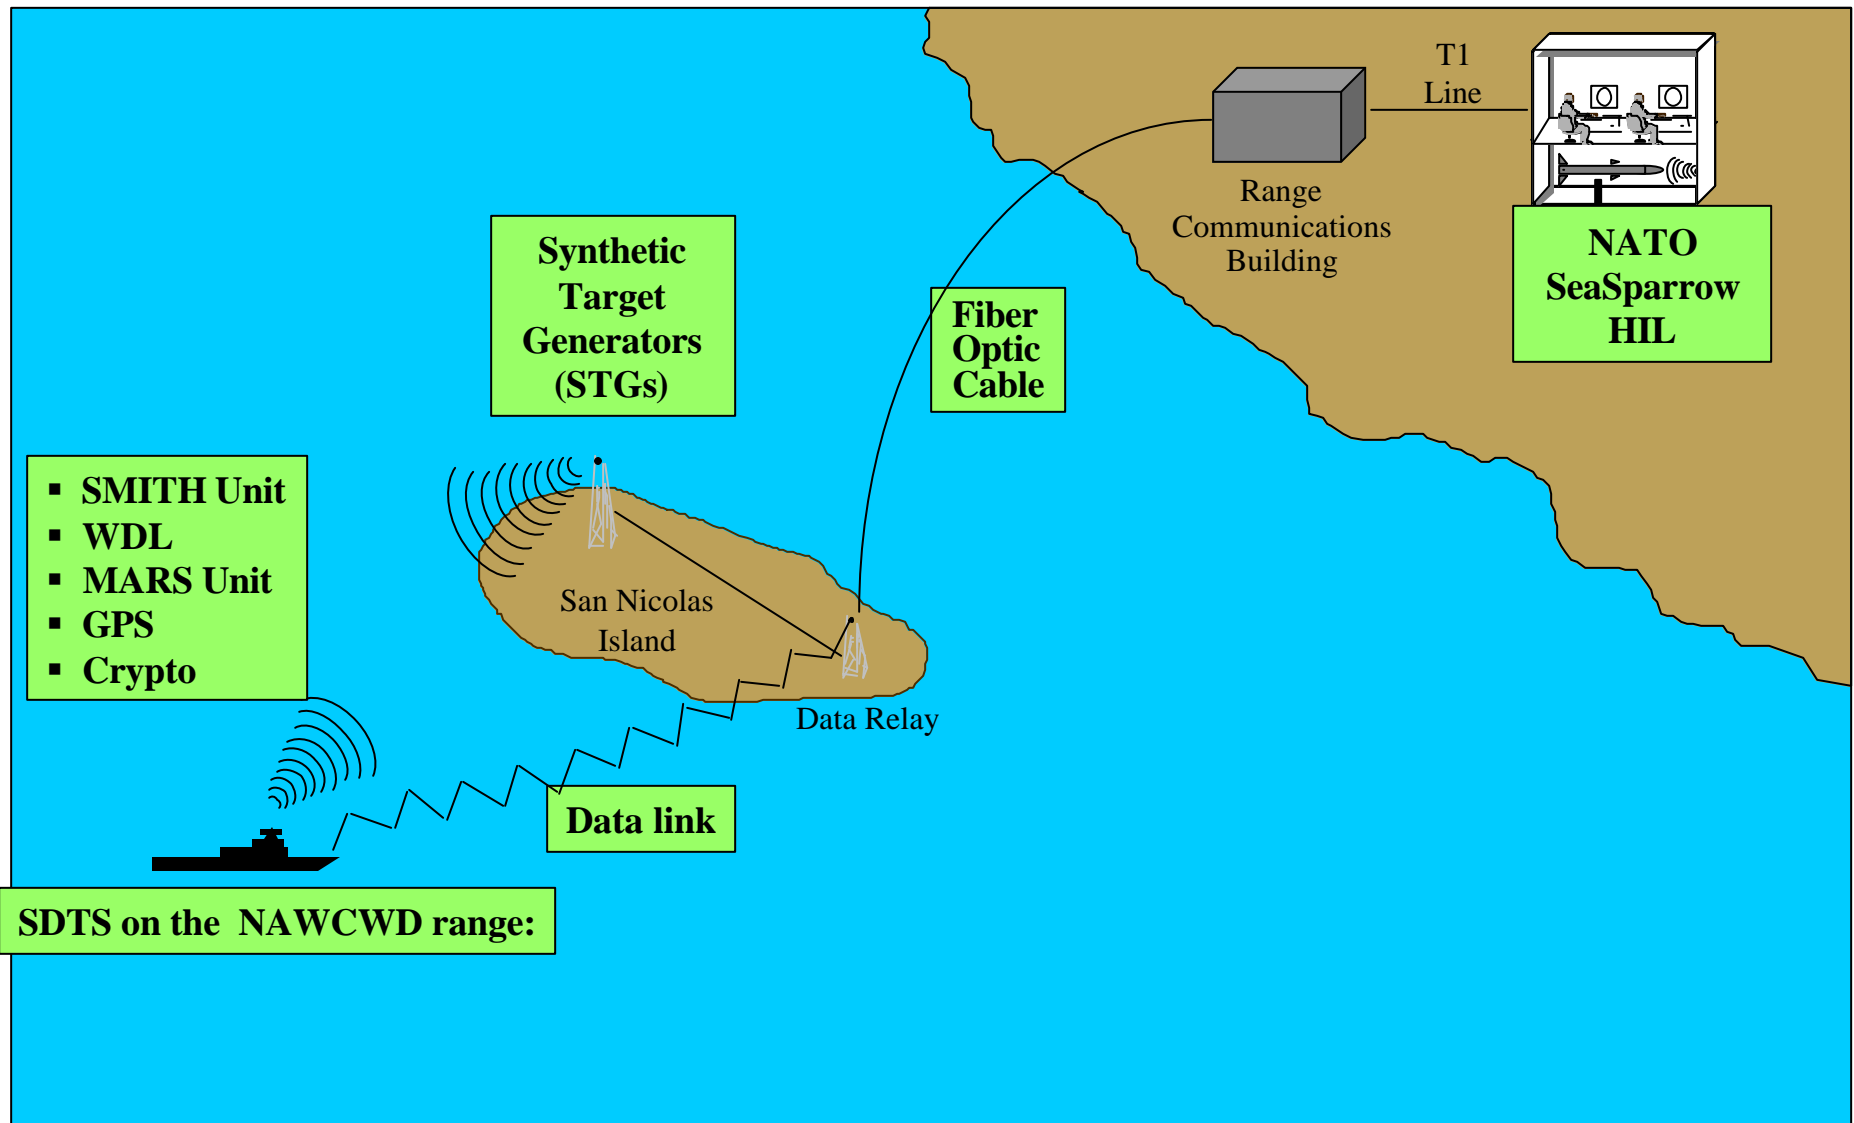 T1
Line
Range
Communications
Building
NATO
SeaSparrow
HIL
Synthetic
Target
Generators
(STGs)
Fiber
Optic
Cable
▪ SMITH Unit
▪ WDL
▪ MARS Unit
▪ GPS
▪ Crypto
San Nicolas
Island
Data Relay
Data link
SDTS on the  NAWCWD range: